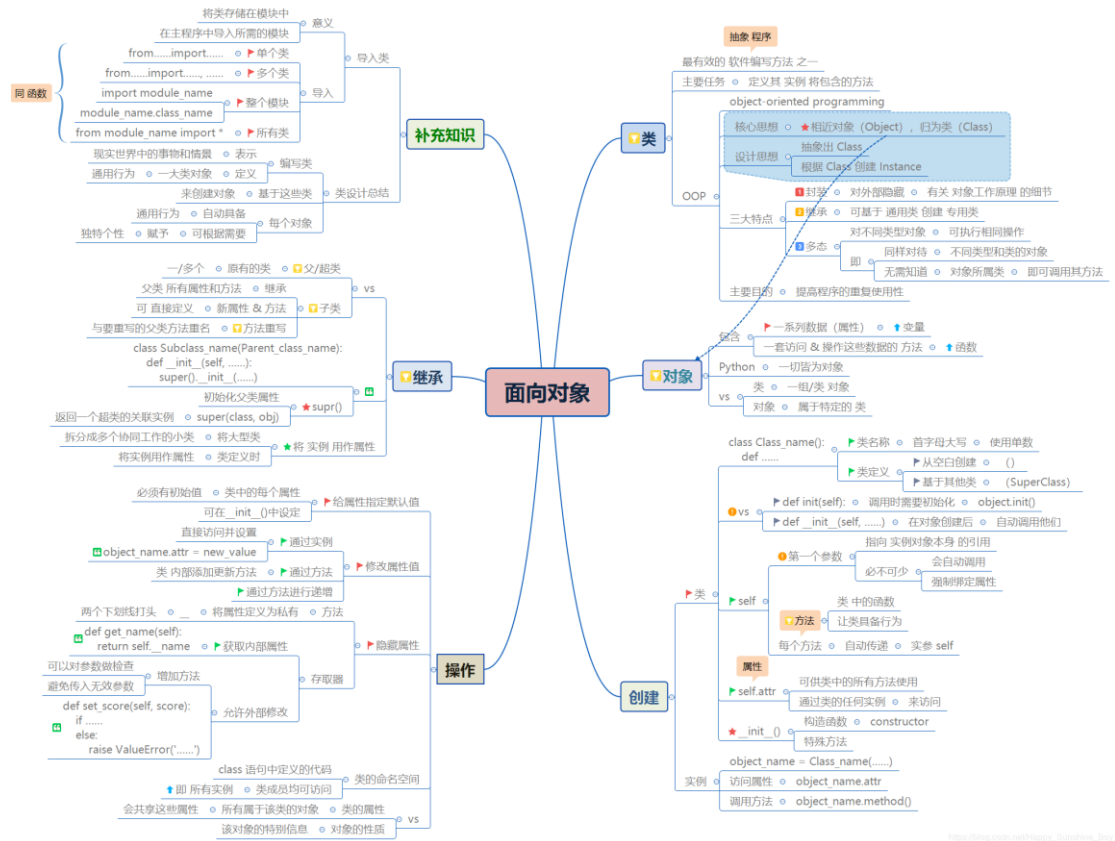 面向对象
类
抽象 程序
最有效的 软件编写方法 之一
主要任务
定义其 实例 将包含的方法
OOP
object-oriented programming
核心思想
相近对象（Object），归为类（Class）
设计思想
抽象出 Class
根据 Class 创建 Instance
三大特点
1 封装
对外部隐藏
有关 对象工作原理 的细节
2 继承
可基于 通用类 创建 专用类
3 多态
对不同类型对象
可执行相同操作
即
同样对待
不同类型和类的对象
无需知道
对象所属类
即可调用其方法
主要目的
提高程序的重复使用性
对象
包含
一系列数据（属性）
变量
一套访问 & 操作这些数据的 方法
函数
Python
一切皆为对象
vs
类
一组/类 对象
对象
属于特定的 类
创建
类
class Class_name():
def ......
类名称
首字母大写
使用单数
类定义
从空白创建
（）
基于其他类
（SuperClass）
vs
def init(self):
调用时需要初始化
object.init()
def __init__(self, ......)
在对象创建后
自动调用他们
self
第一个参数
指向 实例对象本身 的引用
必不可少
会自动调用
强制绑定属性
方法
类 中的函数
让类具备行为
每个方法
自动传递
实参 self
属性
self.attr
可供类中的所有方法使用
通过类的任何实例
来访问
__init__()
构造函数
constructor
特殊方法
实例
object_name = Class_name(......)
访问属性
object_name.attr
调用方法
object_name.method()
补充知识
导入类
意义
将类存储在模块中
在主程序中导入所需的模块
导入
同 函数
单个类
from......import......
多个类
from......import......, ......
整个模块
import module_name
module_name.class_name
所有类
from module_name import *
类设计总结
编写类
表示
现实世界中的事物和情景
定义
一大类对象
通用行为
基于这些类
来创建对象
每个对象
自动具备
通用行为
可根据需要
赋予
独特个性
继承
vs
父/超类
原有的类
一/多个
子类
继承
父类 所有属性和方法
新属性 & 方法
可 直接定义
方法重写
与要重写的父类方法重名
class Subclass_name(Parent_class_name):
def __init__(self, ......):
super().__init__(......)
supr()
初始化父类属性
super(class, obj)
返回一个超类的关联实例
将 实例 用作属性
将大型类
拆分成多个协同工作的小类
类定义时
将实例用作属性
操作
给属性指定默认值
类中的每个属性
必须有初始值
可在__init__()中设定
修改属性值
通过实例
直接访问并设置
object_name.attr = new_value
通过方法
类 内部添加更新方法
通过方法进行递增
隐藏属性
方法
将属性定义为私有
__
两个下划线打头
获取内部属性
def get_name(self):
return self.__name
存取器
允许外部修改
增加方法
可以对参数做检查
避免传入无效参数
def set_score(self, score):
if ......
else:
raise ValueError('......')
类的命名空间
class 语句中定义的代码
类成员均可访问
即 所有实例
vs
类的属性
所有属于该类的对象
会共享这些属性
对象的性质
该对象的特别信息
https://blog.csdn.net/Happy_Sunshine_Boy